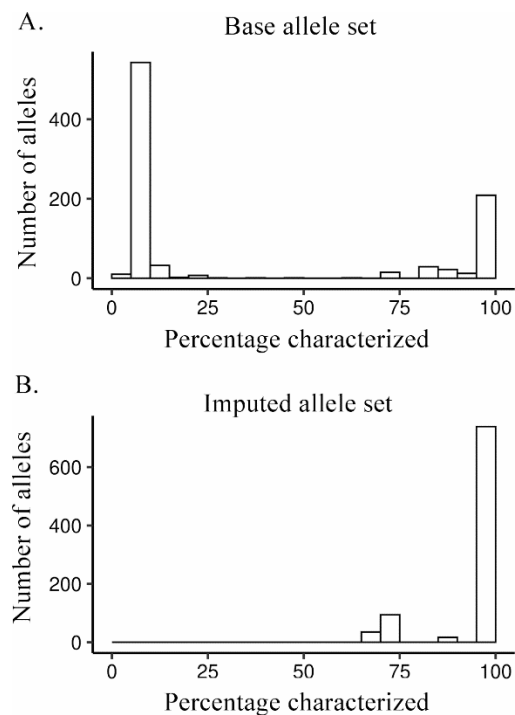 A.
Base allele set
Number of alleles
400
200
0
0
25
50
75
100
Percentage characterized
B.
Imputed allele set
Number of alleles
600
400
200
0
0
25
50
75
100
Percentage characterized